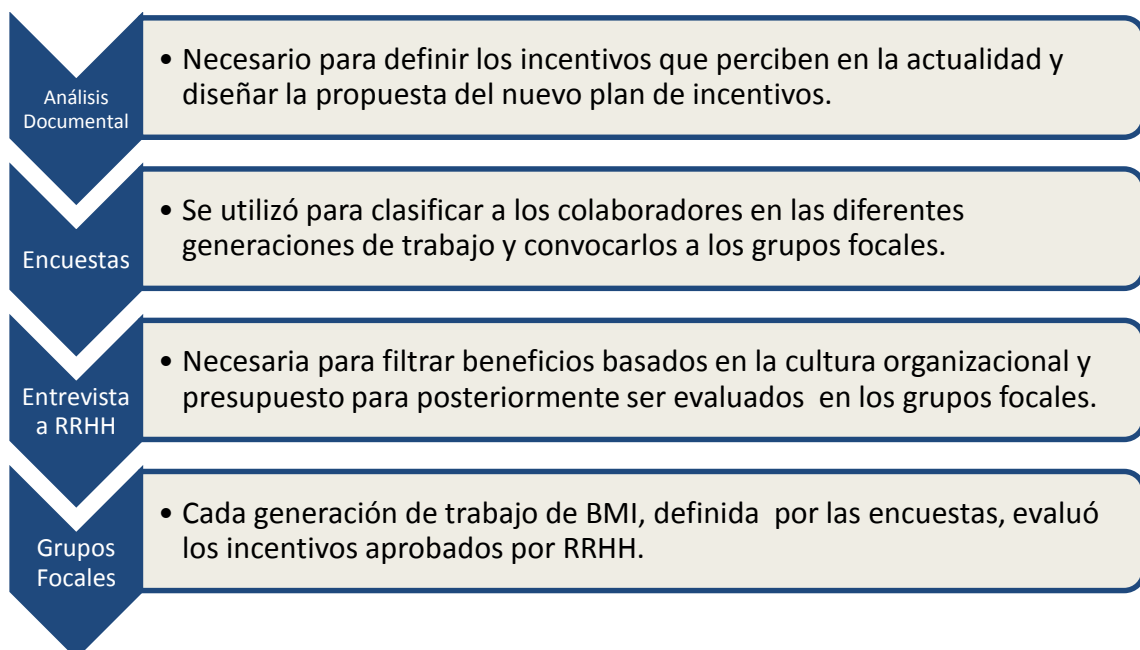 Análisis
Documental
• Necesario para definir los incentivos que perciben en la actualidad y
diseñar la propuesta del nuevo plan de incentivos.
Encuestas
• Se utilizó para clasificar a los colaboradores en las diferentes
generaciones de trabajo y convocarlos a los grupos focales.
Entrevista
a RRHH
• Necesaria para filtrar beneficios basados en la cultura organizacional y
presupuesto para posteriormente ser evaluados en los grupos focales.
Grupos
Focales
• Cada generación de trabajo de BMI, definida por las encuestas, evaluó
los incentivos aprobados por RRHH.